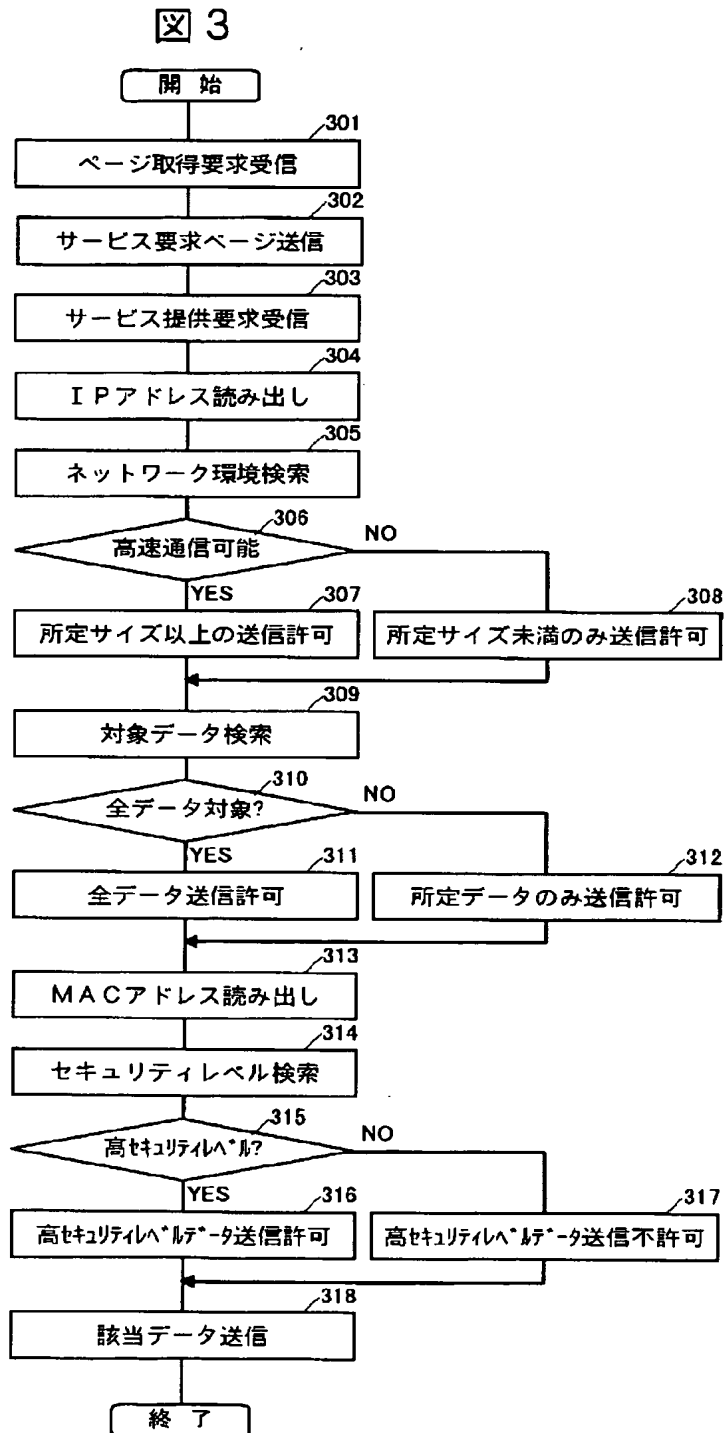 図3
開 始
301
ページ取得要求受信
302
サービス要求ページ送信
303
サービス提供要求受信
304
IPアドレス読み出し
305
ネットワーク環境検索
306
高速通信可能
NO
YES
307
所定サイズ以上の送信許可
308
所定サイズ未満のみ送信許可
309
対象データ検索
310
全データ対象?
NO
YES
311
全データ送信許可
312
所定データのみ送信許可
313
MACアドレス読み出し
314
セキュリティレベル検索
315
高セキュリティレベル?
NO
YES
316
高セキュリティレベルデータ送信許可
317
高セキュリティレベルデータ送信不許可
318
該当データ送信
終 了